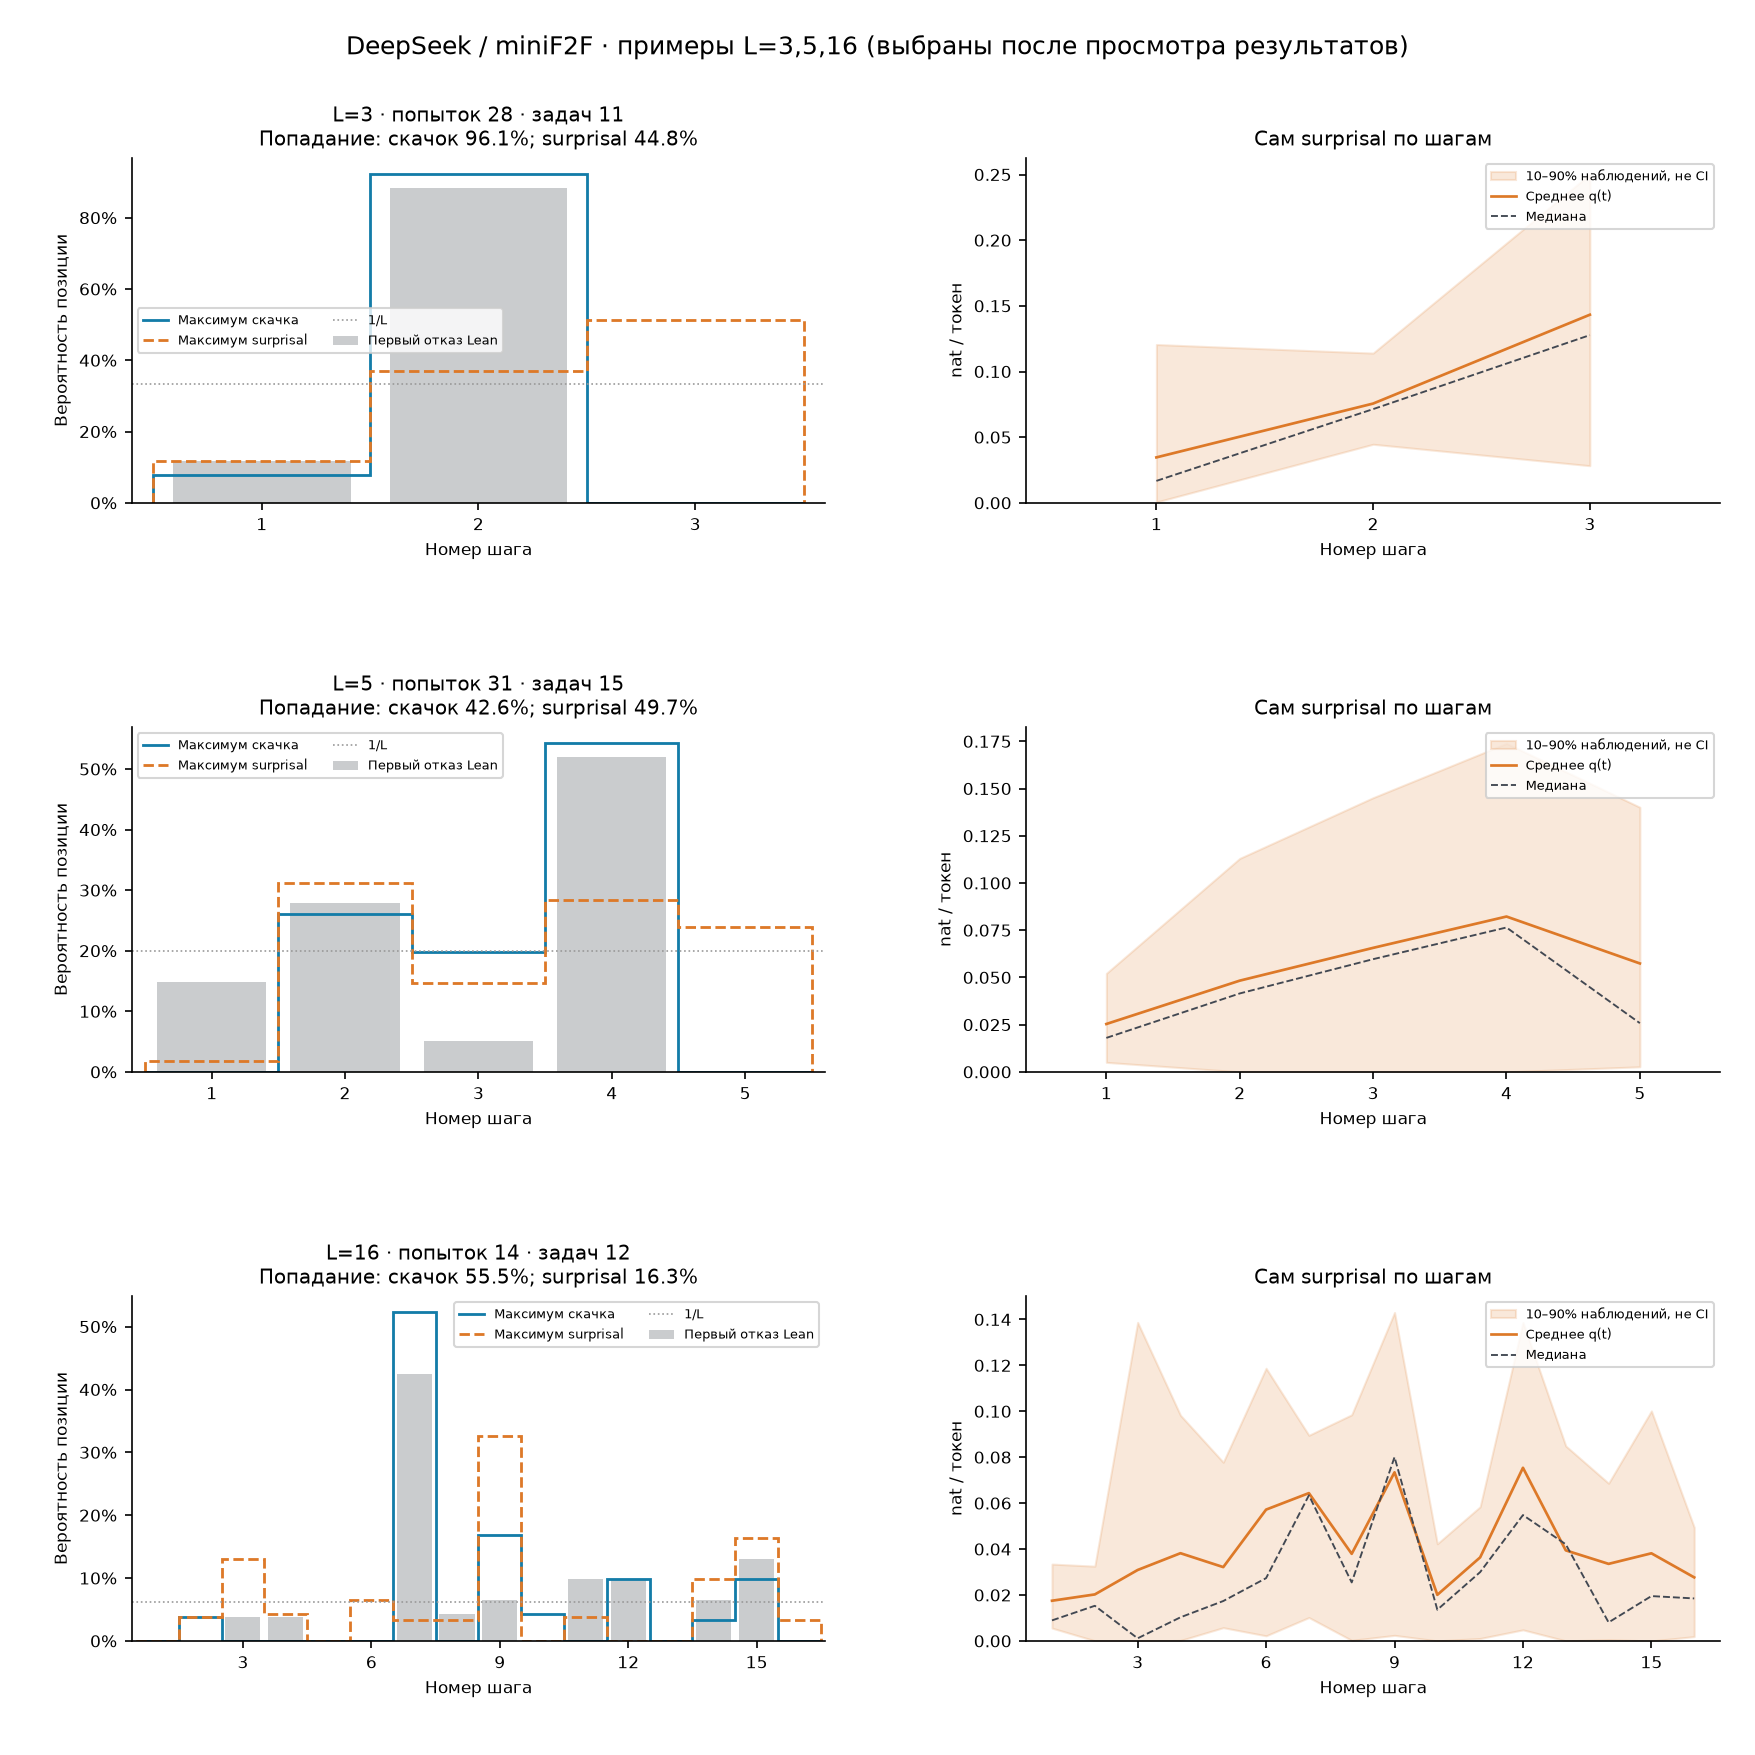 DeepSeek / miniF2F · примеры L=3,5,16 (выбраны после просмотра результатов)
L=3 · попыток 28 · задач 11
Попадание: скачок 96.1%; surprisal 44.8%
Вероятность позиции
80%
60%
40%
20%
0%
Максимум скачка
Максимум surprisal
1/L
Первый отказ Lean
1
2
3
Номер шага
Сам surprisal по шагам
nat / токен
0.25
0.20
0.15
0.10
0.05
0.00
10–90% наблюдений, не CI
Среднее q(t)
Медиана
1
2
3
Номер шага
L=5 · попыток 31 · задач 15
Попадание: скачок 42.6%; surprisal 49.7%
Вероятность позиции
50%
40%
30%
20%
10%
0%
Максимум скачка
Максимум surprisal
1/L
Первый отказ Lean
1
2
3
4
5
Номер шага
Сам surprisal по шагам
nat / токен
0.175
0.150
0.125
0.100
0.075
0.050
0.025
0.000
10–90% наблюдений, не CI
Среднее q(t)
Медиана
1
2
3
4
5
Номер шага
L=16 · попыток 14 · задач 12
Попадание: скачок 55.5%; surprisal 16.3%
Вероятность позиции
50%
40%
30%
20%
10%
0%
Максимум скачка
Максимум surprisal
1/L
Первый отказ Lean
3
6
9
12
15
Номер шага
Сам surprisal по шагам
nat / токен
0.14
0.12
0.10
0.08
0.06
0.04
0.02
0.00
10–90% наблюдений, не CI
Среднее q(t)
Медиана
3
6
9
12
15
Номер шага